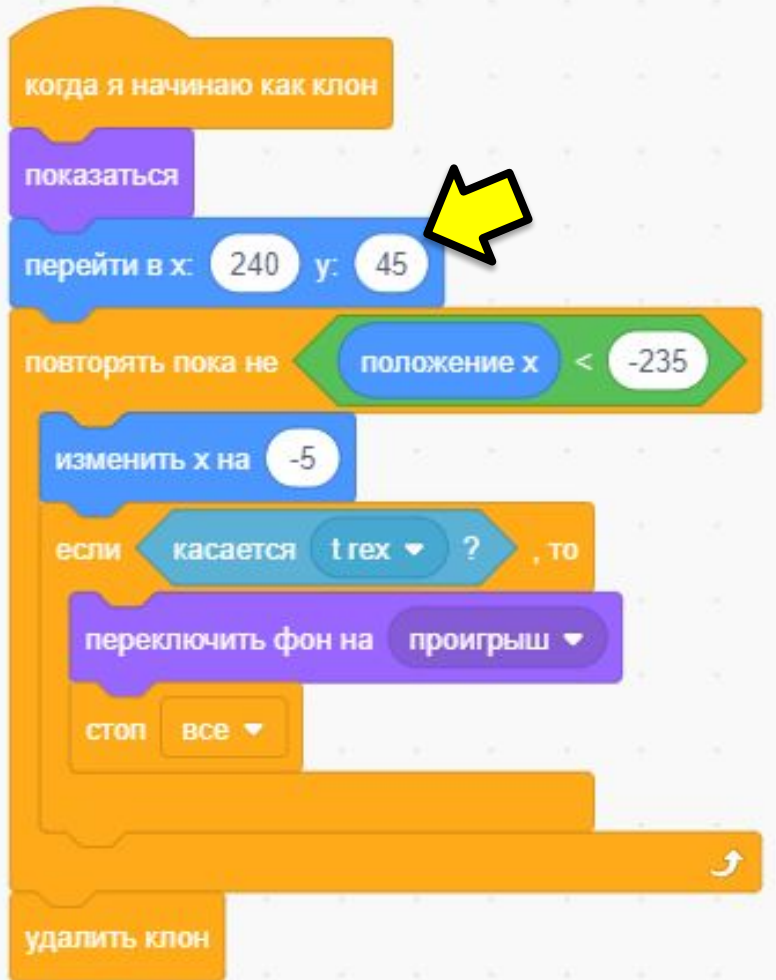 когда я начинаю как клон
показаться
перейти в x: 240 y: 45
повторять пока не положение x < -235
изменить x на -5
если касается t rex ? , то
переключить фон на проигрыш
стоп все
удалить клон